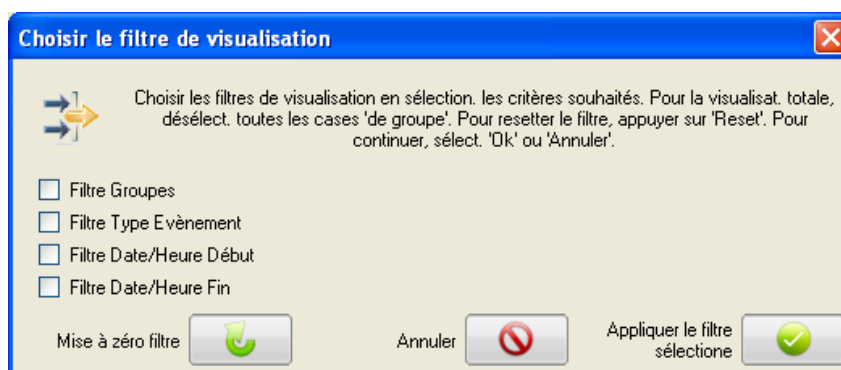 Choisir le filtre de visualisation
Choisir les filtres de visualisation en sélection. les critères souhaités. Pour la visualisat. totale,
désélect. toutes les cases 'de groupe'. Pour resetter le filtre, appuyer sur 'Reset'. Pour
continuer, sélect. 'Ok' ou 'Annuler'.
Filtre Groupes
Filtre Type Evènement
Filtre Date/Heure Début
Filtre Date/Heure Fin
Mise à zéro filtre
Annuler
Appliquer le filtre
sélectione